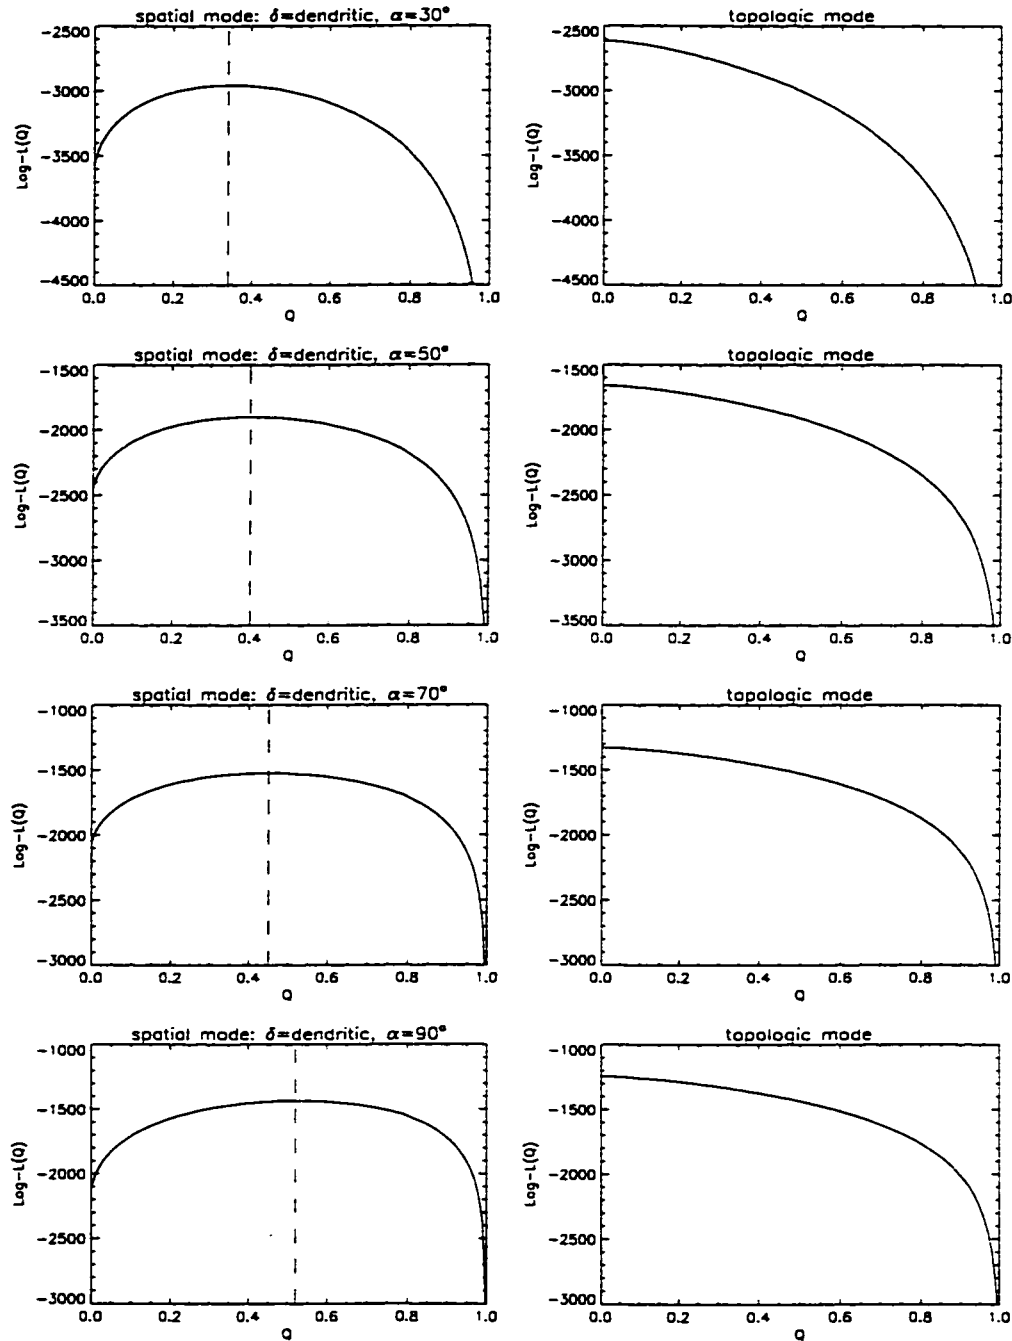 spatial mode: δ=dendritic, α=30°
topologic mode
-2500
-3000
-3500
-4000
-4500
Log-L(Q)
0.0 0.2 0.4 0.6 0.8 1.0
Q
-2500
-3000
-3500
-4000
-4500
Log-L(Q)
0.0 0.2 0.4 0.6 0.8 1.0
Q
spatial mode: δ=dendritic, α=50°
topologic mode
-1500
-2000
-2500
-3000
-3500
Log-L(Q)
0.0 0.2 0.4 0.6 0.8 1.0
Q
-1500
-2000
-2500
-3000
-3500
Log-L(Q)
0.0 0.2 0.4 0.6 0.8 1.0
Q
spatial mode: δ=dendritic, α=70°
topologic mode
-1000
-1500
-2000
-2500
-3000
Log-L(Q)
0.0 0.2 0.4 0.6 0.8 1.0
Q
-1000
-1500
-2000
-2500
-3000
Log-L(Q)
0.0 0.2 0.4 0.6 0.8 1.0
Q
spatial mode: δ=dendritic, α=90°
topologic mode
-1000
-1500
-2000
-2500
-3000
Log-L(Q)
0.0 0.2 0.4 0.6 0.8 1.0
Q
-1000
-1500
-2000
-2500
-3000
Log-L(Q)
0.0 0.2 0.4 0.6 0.8 1.0
Q